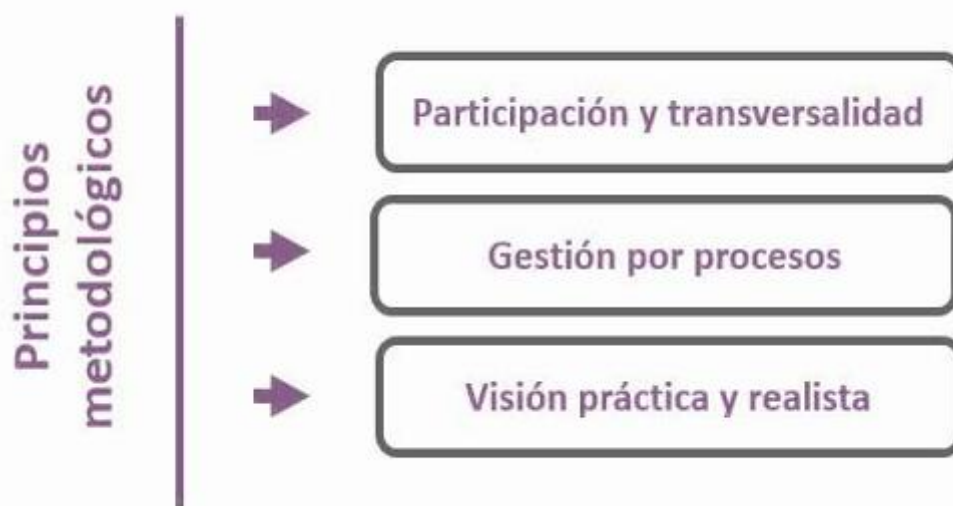 Principios
metodológicos
Participación y transversalidad
Gestión por procesos
Visión práctica y realista